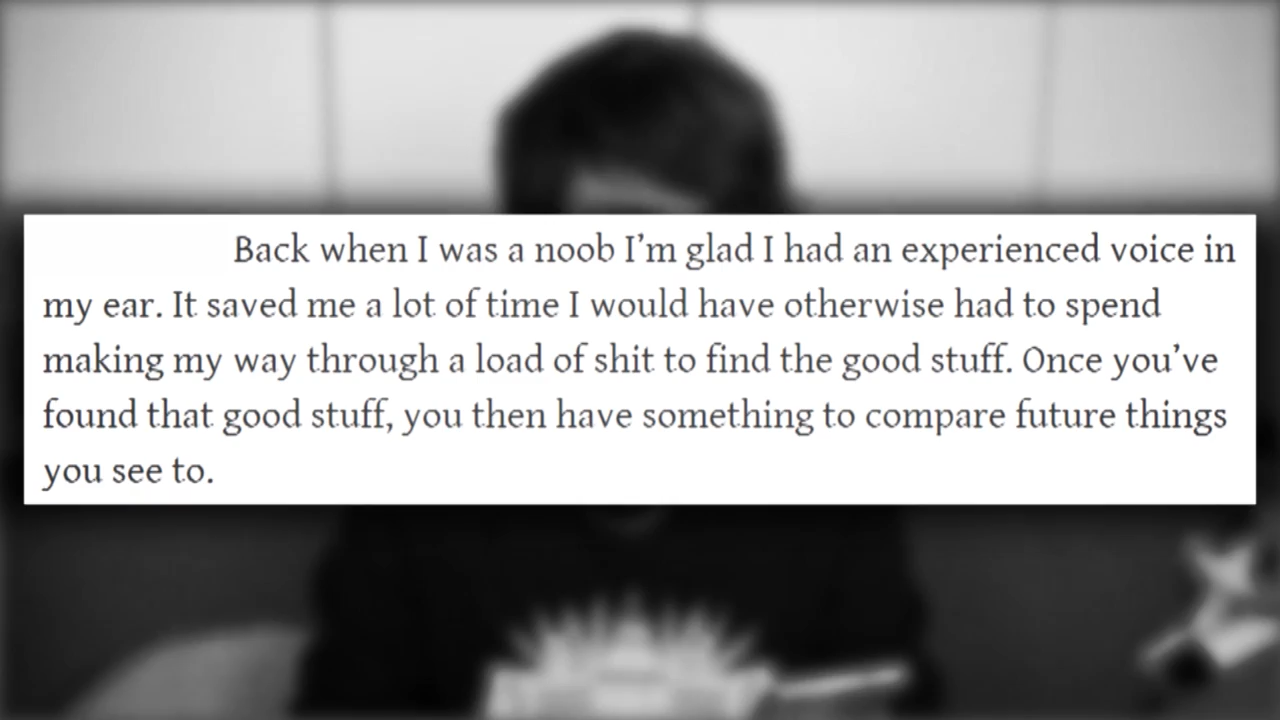 Back when I was a noob I’m glad I had an experienced voice in
my ear. It saved me a lot of time I would have otherwise had to spend
making my way through a load of shit to find the good stuff. Once you’ve
found that good stuff, you then have something to compare future things
you see to.